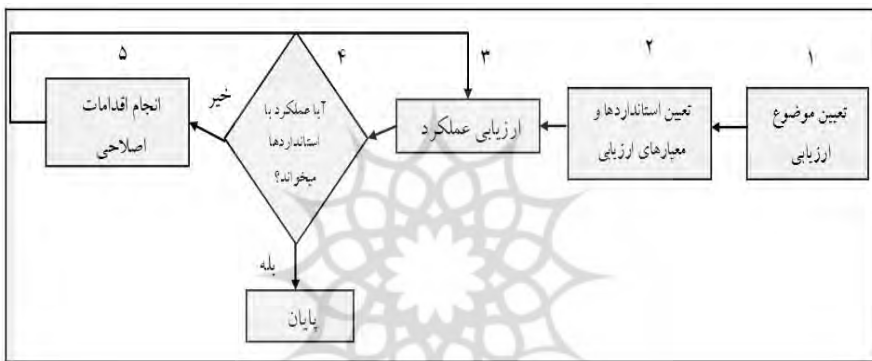 ۱
تعیین موضوع
ارزیابی
۲
تعیین استانداردها و
معیارهای ارزیابی
۳
ارزیابی عملکرد
۴
آیا عملکرد با
استانداردها
میخواند؟
خیر
۵
انجام اقدامات
اصلاحی
بله
پایان